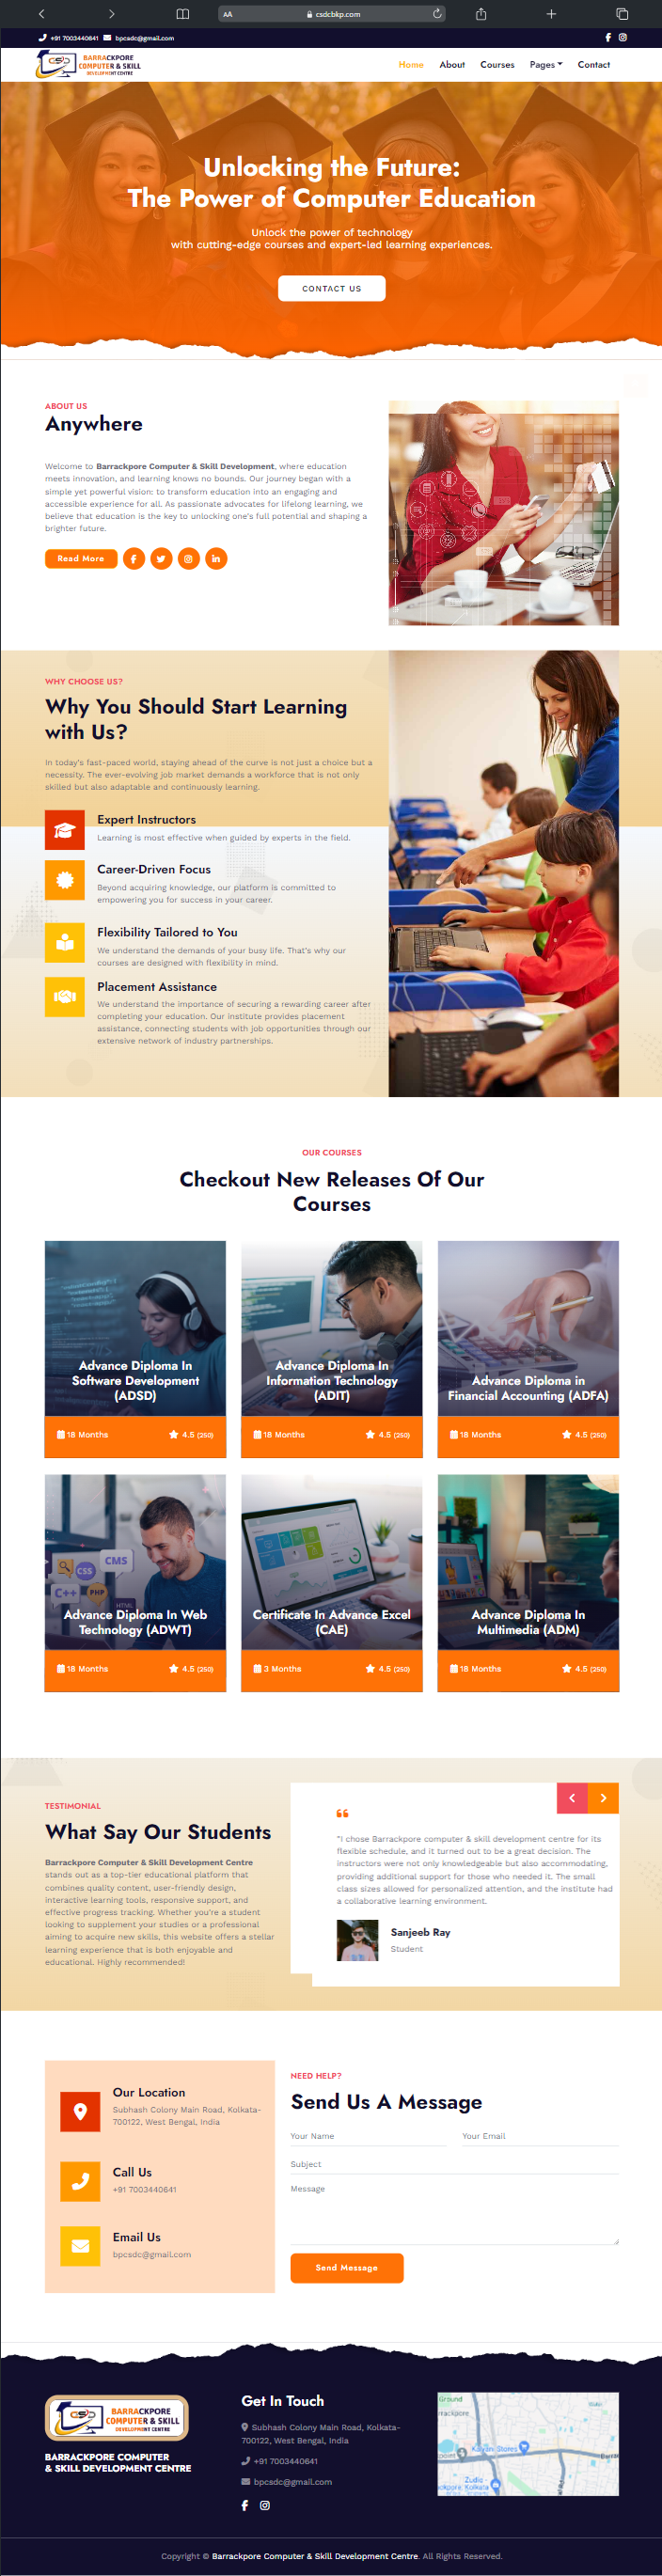 AA
csdcbkp.com
+91 7003440641 bpcsdc@gmail.com
BARRACKPORE
COMPUTER & SKILL
DEVELOPMENT CENTRE
Home About Courses Pages Contact
Unlocking the Future:
The Power of Computer Education
Unlock the power of technology
with cutting-edge courses and expert-led learning experiences.
CONTACT US
ABOUT US
Anywhere
Welcome to Barrackpore Computer & Skill Development, where education
meets innovation, and learning knows no bounds. Our journey began with a
simple yet powerful vision: to transform education into an engaging and
accessible experience for all. As passionate advocates for lifelong learning, we
believe that education is the key to unlocking one's full potential and shaping a
brighter future.
Read More
WHY CHOOSE US?
Why You Should Start Learning
with Us?
In today's fast-paced world, staying ahead of the curve is not just a choice but a
necessity. The ever-evolving job market demands a workforce that is not only
skilled but also adaptable and continuously learning.
Expert Instructors
Learning is most effective when guided by experts in the field.
Career-Driven Focus
Beyond acquiring knowledge, our platform is committed to
empowering you for success in your career.
Flexibility Tailored to You
We understand the demands of your busy life. That's why our
courses are designed with flexibility in mind.
Placement Assistance
We understand the importance of securing a rewarding career after
completing your education. Our institute provides placement
assistance, connecting students with job opportunities through our
extensive network of industry partnerships.
OUR COURSES
Checkout New Releases Of Our
Courses
Advance Diploma In
Software Development
(ADSD)
18 Months 4.5 (250)
Advance Diploma In
Information Technology
(ADIT)
18 Months 4.5 (250)
Advance Diploma in
Financial Accounting (ADFA)
18 Months 4.5 (250)
CMS
CSS
C++
PHP
HTML
Advance Diploma In Web
Technology (ADWT)
18 Months 4.5 (250)
Certificate In Advance Excel
(CAE)
3 Months 4.5 (250)
Advance Diploma In
Multimedia (ADM)
18 Months 4.5 (250)
TESTIMONIAL
What Say Our Students
Barrackpore Computer & Skill Development Centre
stands out as a top-tier educational platform that
combines quality content, user-friendly design,
interactive learning tools, responsive support, and
effective progress tracking. Whether you're a student
looking to supplement your studies or a professional
aiming to acquire new skills, this website offers a stellar
learning experience that is both enjoyable and
educational. Highly recommended!
"I chose Barrackpore computer & skill development centre for its
flexible schedule, and it turned out to be a great decision. The
instructors were not only knowledgeable but also accommodating,
providing additional support for those who needed it. The small
class sizes allowed for personalized attention, and the institute had
a collaborative learning environment.
Sanjeeb Ray
Student
Our Location
Subhash Colony Main Road, Kolkata-
700122, West Bengal, India
Call Us
+91 7003440641
Email Us
bpcsdc@gmail.com
NEED HELP?
Send Us A Message
Your Name Your Email
Subject
Message
Send Message
BARRACKPORE
COMPUTER & SKILL
DEVELOPMENT CENTRE
BARRACKPORE COMPUTER
& SKILL DEVELOPMENT CENTRE
Get In Touch
Subhash Colony Main Road, Kolkata-
700122, West Bengal, India
+91 7003440641
bpcsdc@gmail.com
Ground
rrackpore
Kalyani Stores
Zudio
Kolkata
Copyright © Barrackpore Computer & Skill Development Centre. All Rights Reserved.